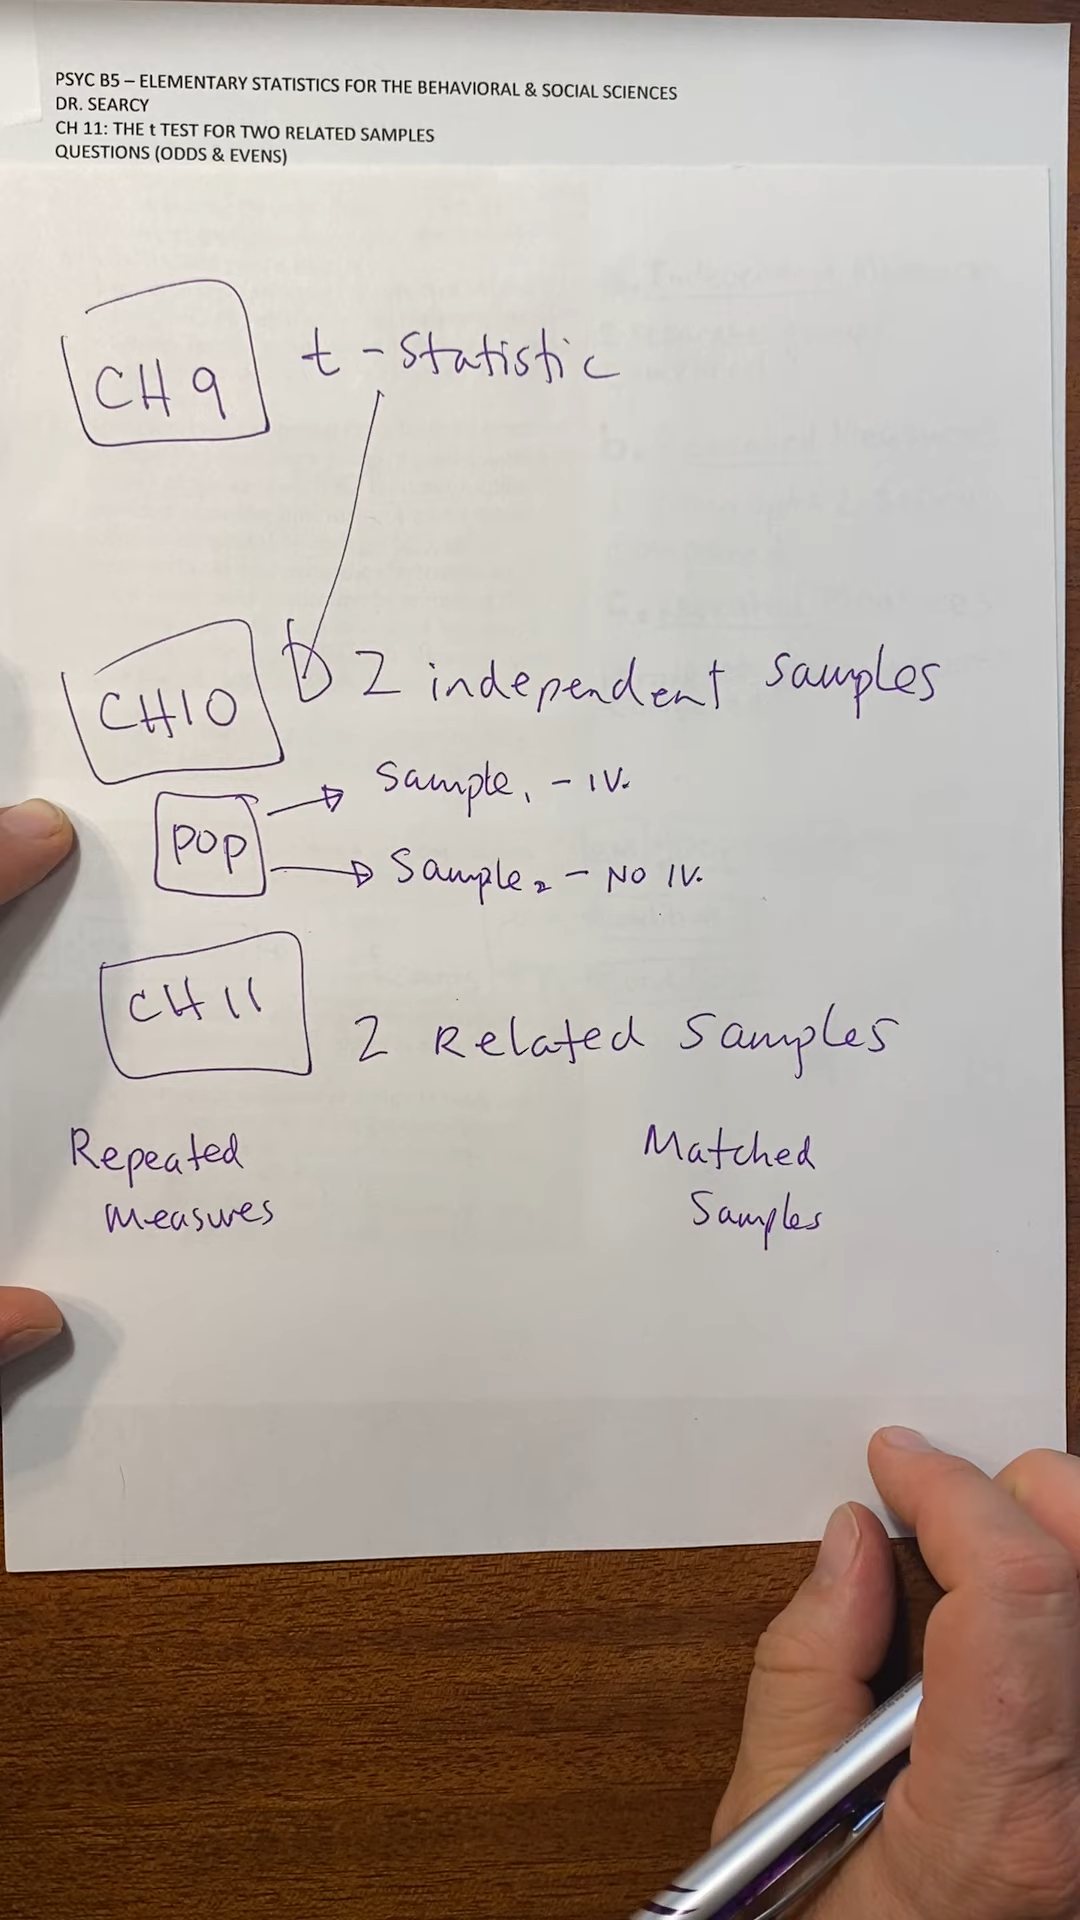 PSYC B5 – ELEMENTARY STATISTICS FOR THE BEHAVIORAL & SOCIAL SCIENCES
DR. SEARCY
CH 11: THE t TEST FOR TWO RELATED SAMPLES
QUESTIONS (ODDS & EVENS)
CH 9 t - Statistic
CH10 2 independent samples
POP
Sample, - IV.
Sample₂ - NO IV.
CH 11 2 Related Samples
Repeated Measures
Matched Samples